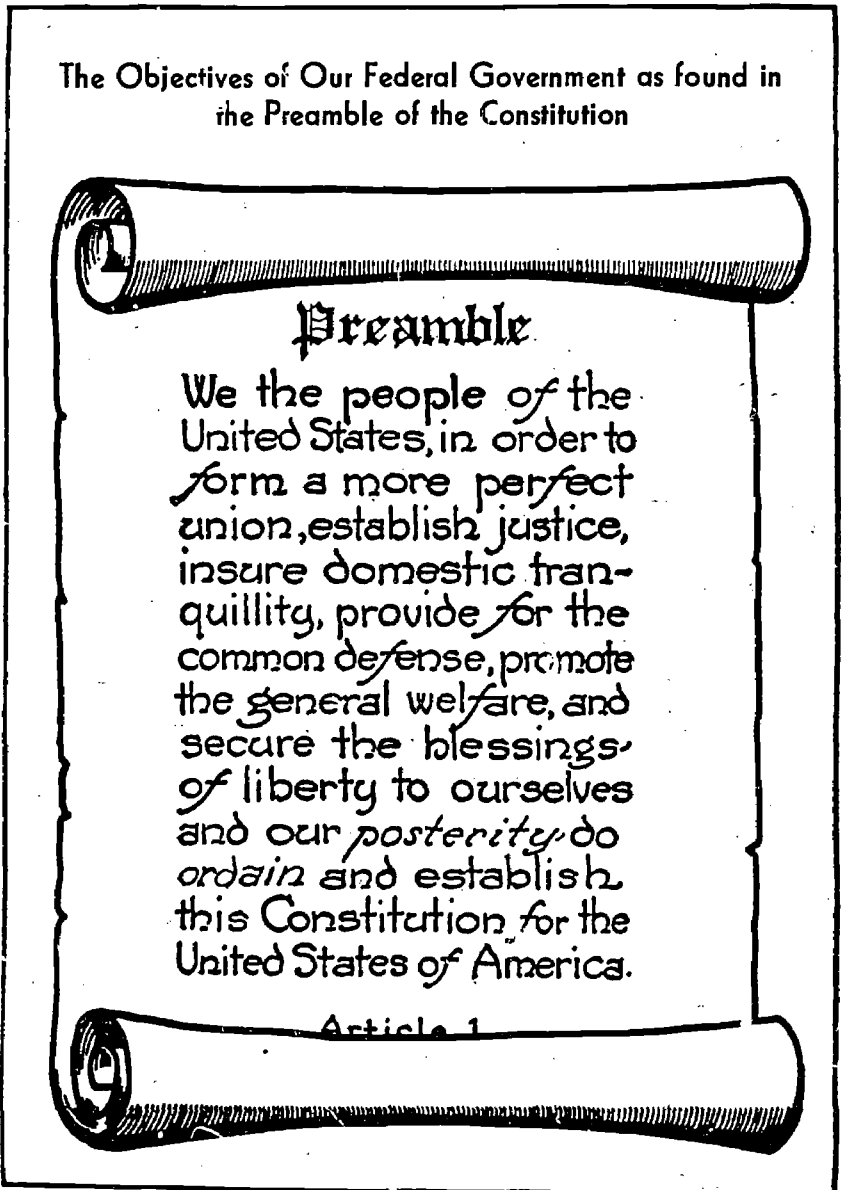 The Objectives of Our Federal Government as found in
the Preamble of the Constitution
Preamble
We the people of the
United States, in order to
form a more perfect
union, establish justice,
insure domestic tran-
quillity, provide for the
common defense, promote
the general welfare, and
secure the blessings
of liberty to ourselves
and our posterity, do
ordain and establish
this Constitution for the
United States of America.
Article 1